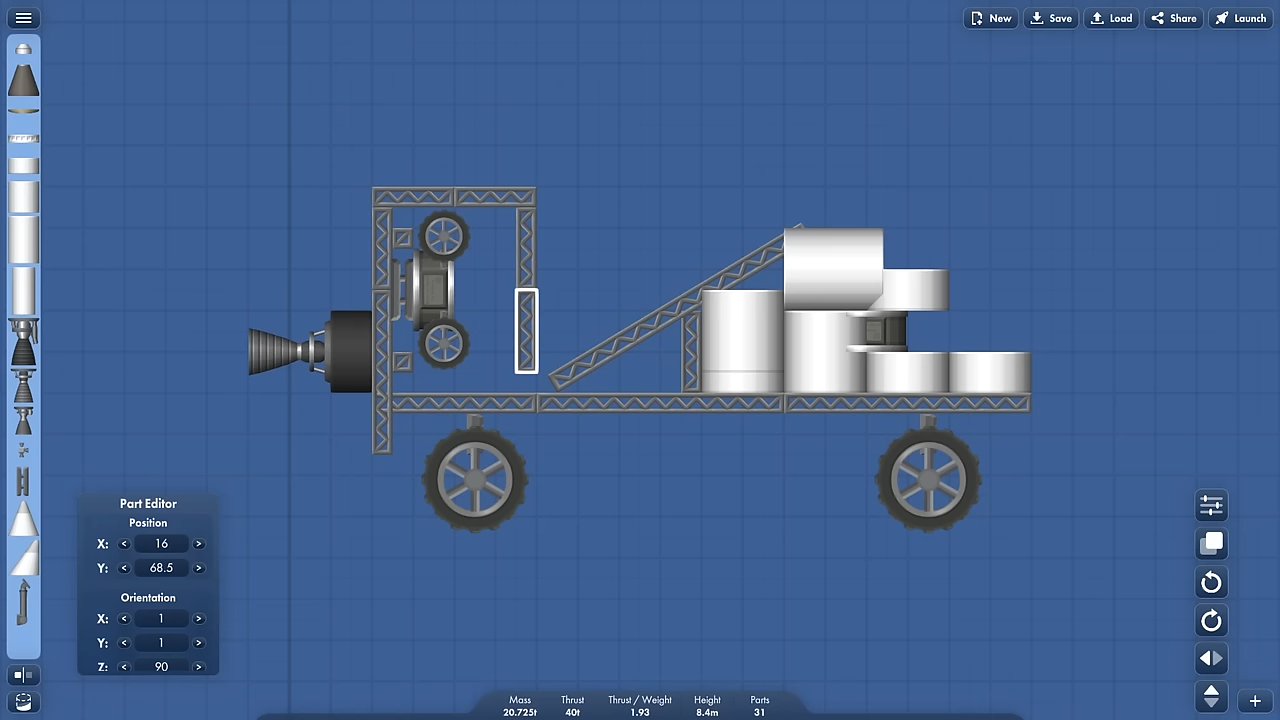 New Save Load Share Launch
Part Editor
Position
X: < 16 >
Y: < 68.5 >
Orientation
X: < 1 >
Y: < 1 >
Z: < 90 >
Mass Thrust Thrust / Weight Height Parts
20.725t 40t 1.93 8.4m 31